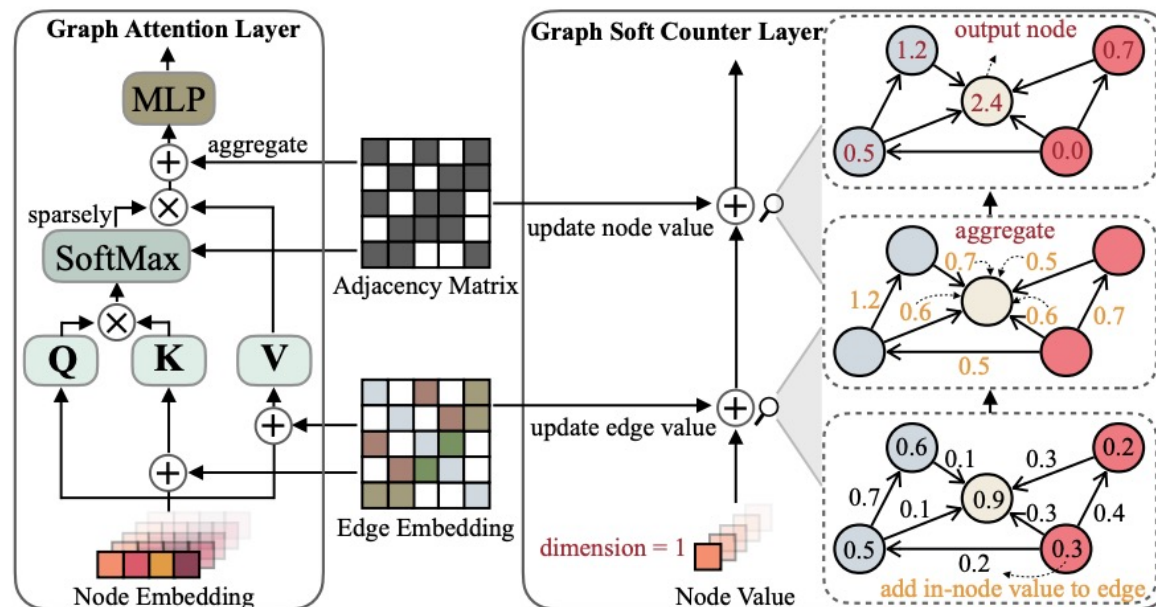 Graph Attention Layer
MLP
aggregate
sparsely
SoftMax
Q
K
V
Node Embedding
Adjacency Matrix
Edge Embedding
Graph Soft Counter Layer
update node value
update edge value
dimension = 1
Node Value
output node
1.2
0.7
2.4
0.5
0.0
aggregate
0.7
0.5
1.2
0.6
0.6
0.7
0.5
0.6
0.1
0.3
0.2
0.7
0.9
0.1
0.3
0.4
0.5
0.3
0.2
add in-node value to edge